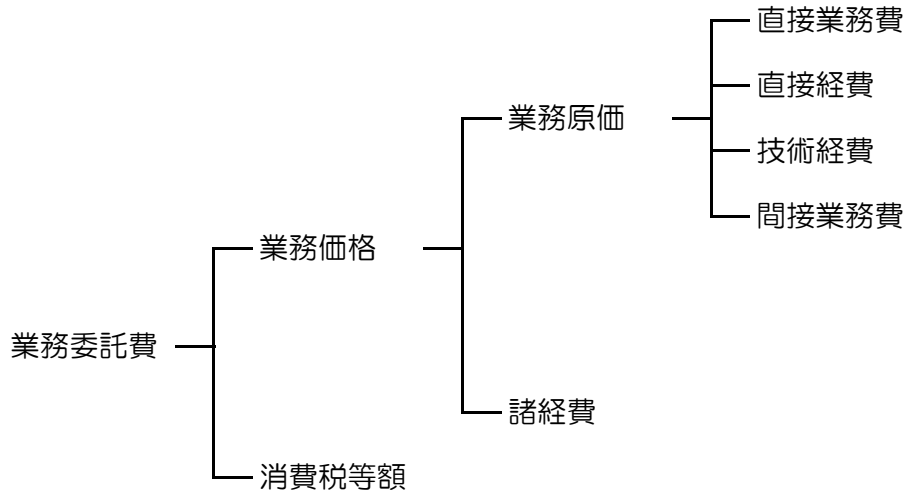 直接業務費
直接経費
業務原価
技術経費
間接業務費
業務価格
業務委託費
諸経費
消費税等額